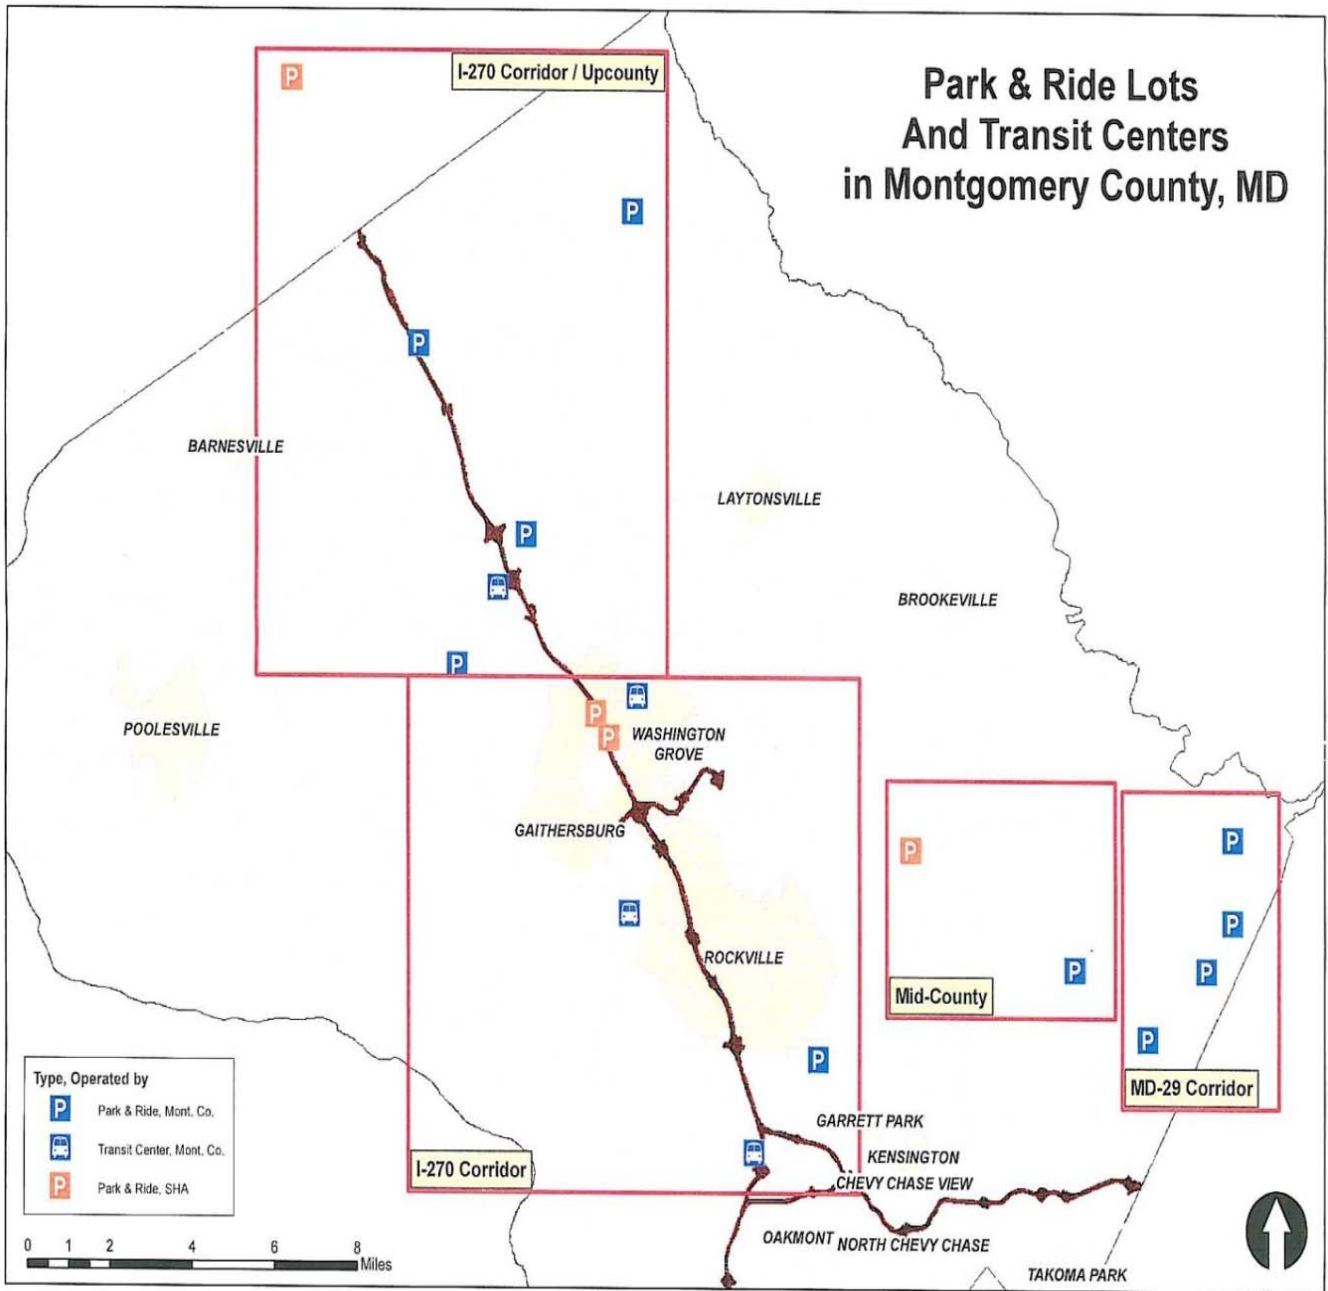 Park & Ride Lots
And Transit Centers
in Montgomery County, MD
I-270 Corridor / Upcounty
P
P
P
BARNESVILLE
LAYTONSVILLE
P
BROOKEVILLE
P
POOLESVILLE
P
P
WASHINGTON
GROVE
GAITHERSBURG
P
P
P
ROCKVILLE
P
P
Mid-County
P
P
MD-29 Corridor
GARRETT PARK
KENSINGTON
I-270 Corridor
CHEVY CHASE VIEW
OAKMONT
NORTH CHEVY CHASE
TAKOMA PARK
Type, Operated by
P Park & Ride, Mont. Co.
Transit Center, Mont. Co.
P Park & Ride, SHA
0 1 2 4 6 8
Miles